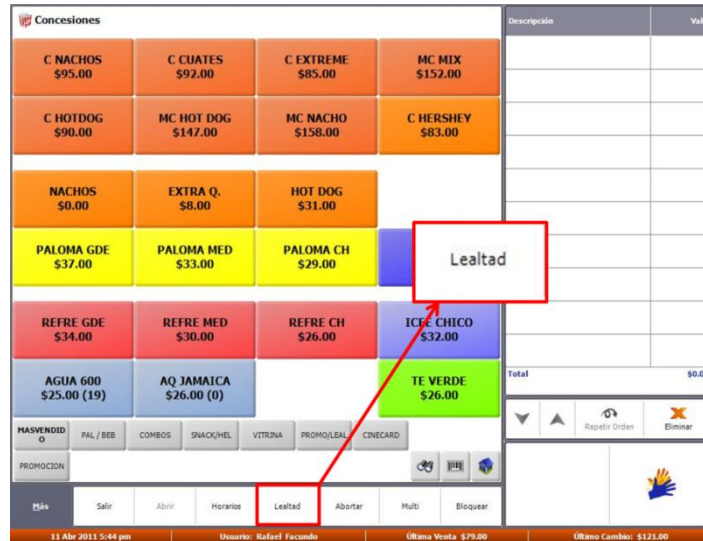 Concesiones
Descripción
C NACHOS
$95.00
C CUATES
$92.00
C EXTREME
$85.00
MC MIX
$152.00
C HOTDOG
$90.00
MC HOT DOG
$147.00
MC NACHO
$158.00
C HERSHEY
$83.00
NACHOS
$0.00
EXTRA Q.
$8.00
HOT DOG
$31.00
PALOMA GDE
$37.00
PALOMA MED
$33.00
PALOMA CH
$29.00
Lealtad
REFRE GDE
$34.00
REFRE MED
$30.00
REFRE CH
$26.00
ICEE CHICO
$32.00
AGUA 600
$25.00 (19)
AQ JAMAICA
$26.00 (0)
TE VERDE
$26.00
Total
MASVENDID
O
PAL / BEB
COMBOS
SNACK/HEL
VITRINA
PROMO/LEAL
CINECARD
PROMOCION
Repetir Orden
Eliminar
Más
Salir
Abrir
Horarios
Lealtad
Abortar
Multi
Bloquear
11 Abr 2011 5:44 pm
Usuario: Rafael Facundo
Última Venta $79.00
Último Cambio: $121.00